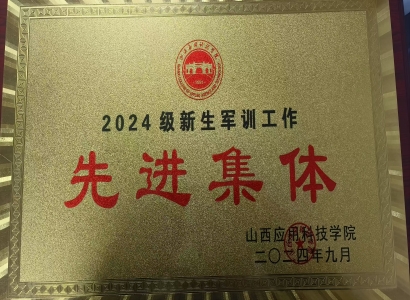 2024级新生军训工作
先进集体
山西应用科技学院
二〇二四年九月